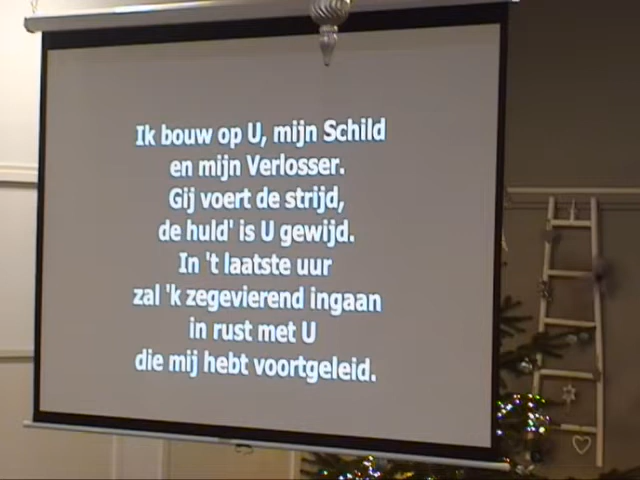 Ik bouw op U, mijn Schild
en mijn Verlosser.
Gij voert de strijd,
de huld' is U gewijd.
In 't laatste uur
zal 'k zegevierend ingaan
in rust met U
die mij hebt voortgeleid.